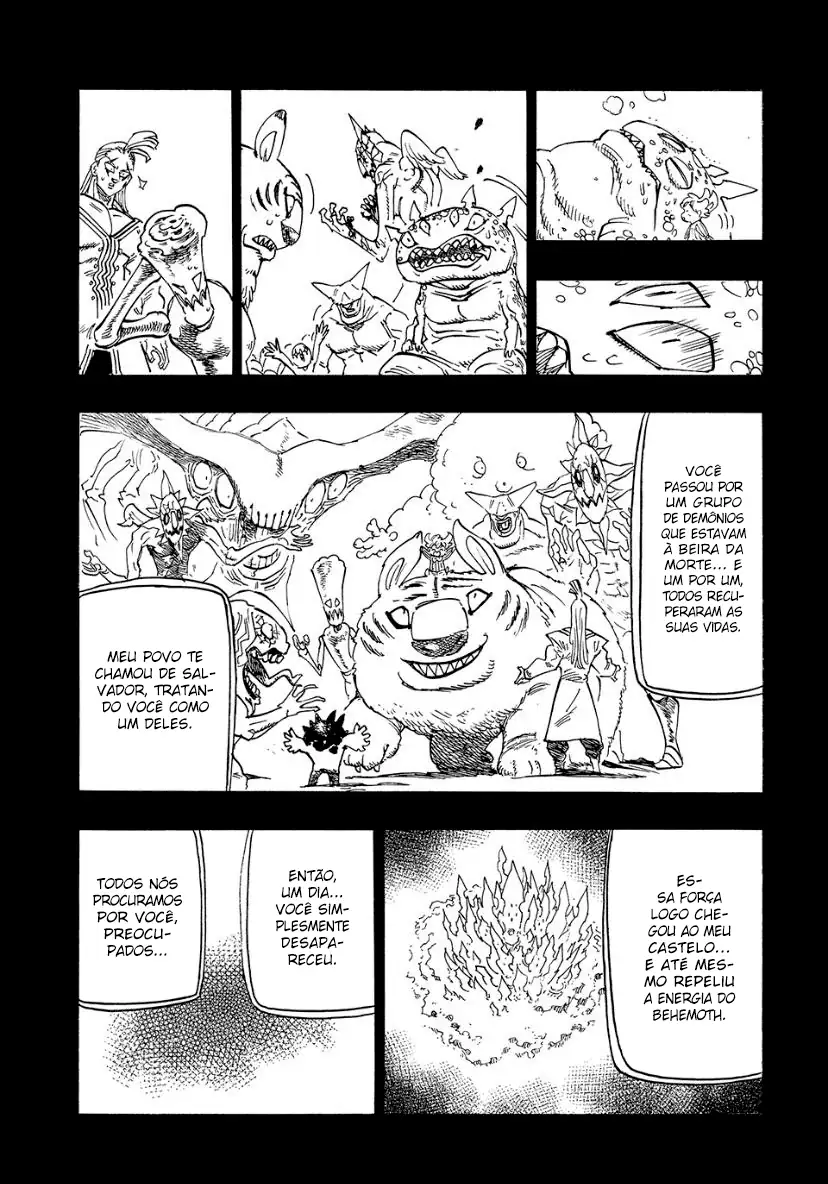 VOCÊ
PASSOU POR
UM GRUPO
DE DEMÔNIOS
QUE ESTAVAM
À BEIRA DA
MORTE... E
UM POR UM,
TODOS RECU-
PERARAM AS
SUAS VIDAS.
MEU POVO TE
CHAMOU DE SAL-
VADOR, TRATAN-
DO VOCÊ COMO
UM DELES.
ES-
SA FORÇA
LOGO CHE-
GOU AO MEU
CASTELO...
E ATÉ MES-
MO REPELIU
A ENERGIA DO
BEHEMOTH.
ENTÃO,
UM DIA...
VOCÊ SIM-
PLESMENTE
DESAPA-
RECEU.
TODOS NÓS
PROCURAMOS
POR VOCÊ,
PREOCU-
PADOS...